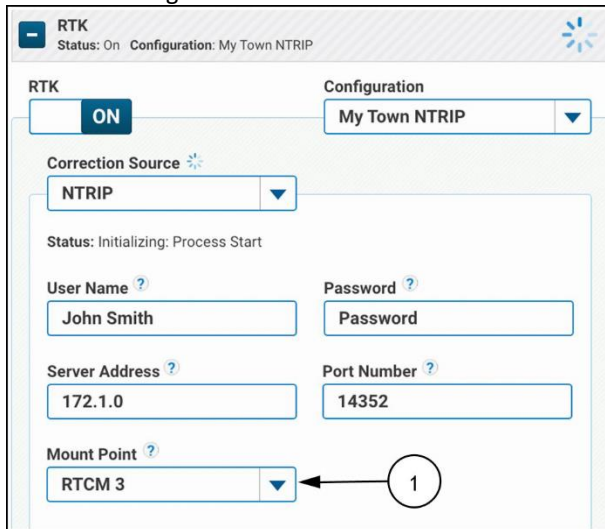 RTK
Status: On Configuration: My Town NTRIP
RTK
Configuration
ON
My Town NTRIP
Correction Source
NTRIP
Status: Initializing: Process Start
User Name ?
Password ?
John Smith
Password
Server Address ?
Port Number ?
172.1.0
14352
Mount Point ?
RTCM 3
1